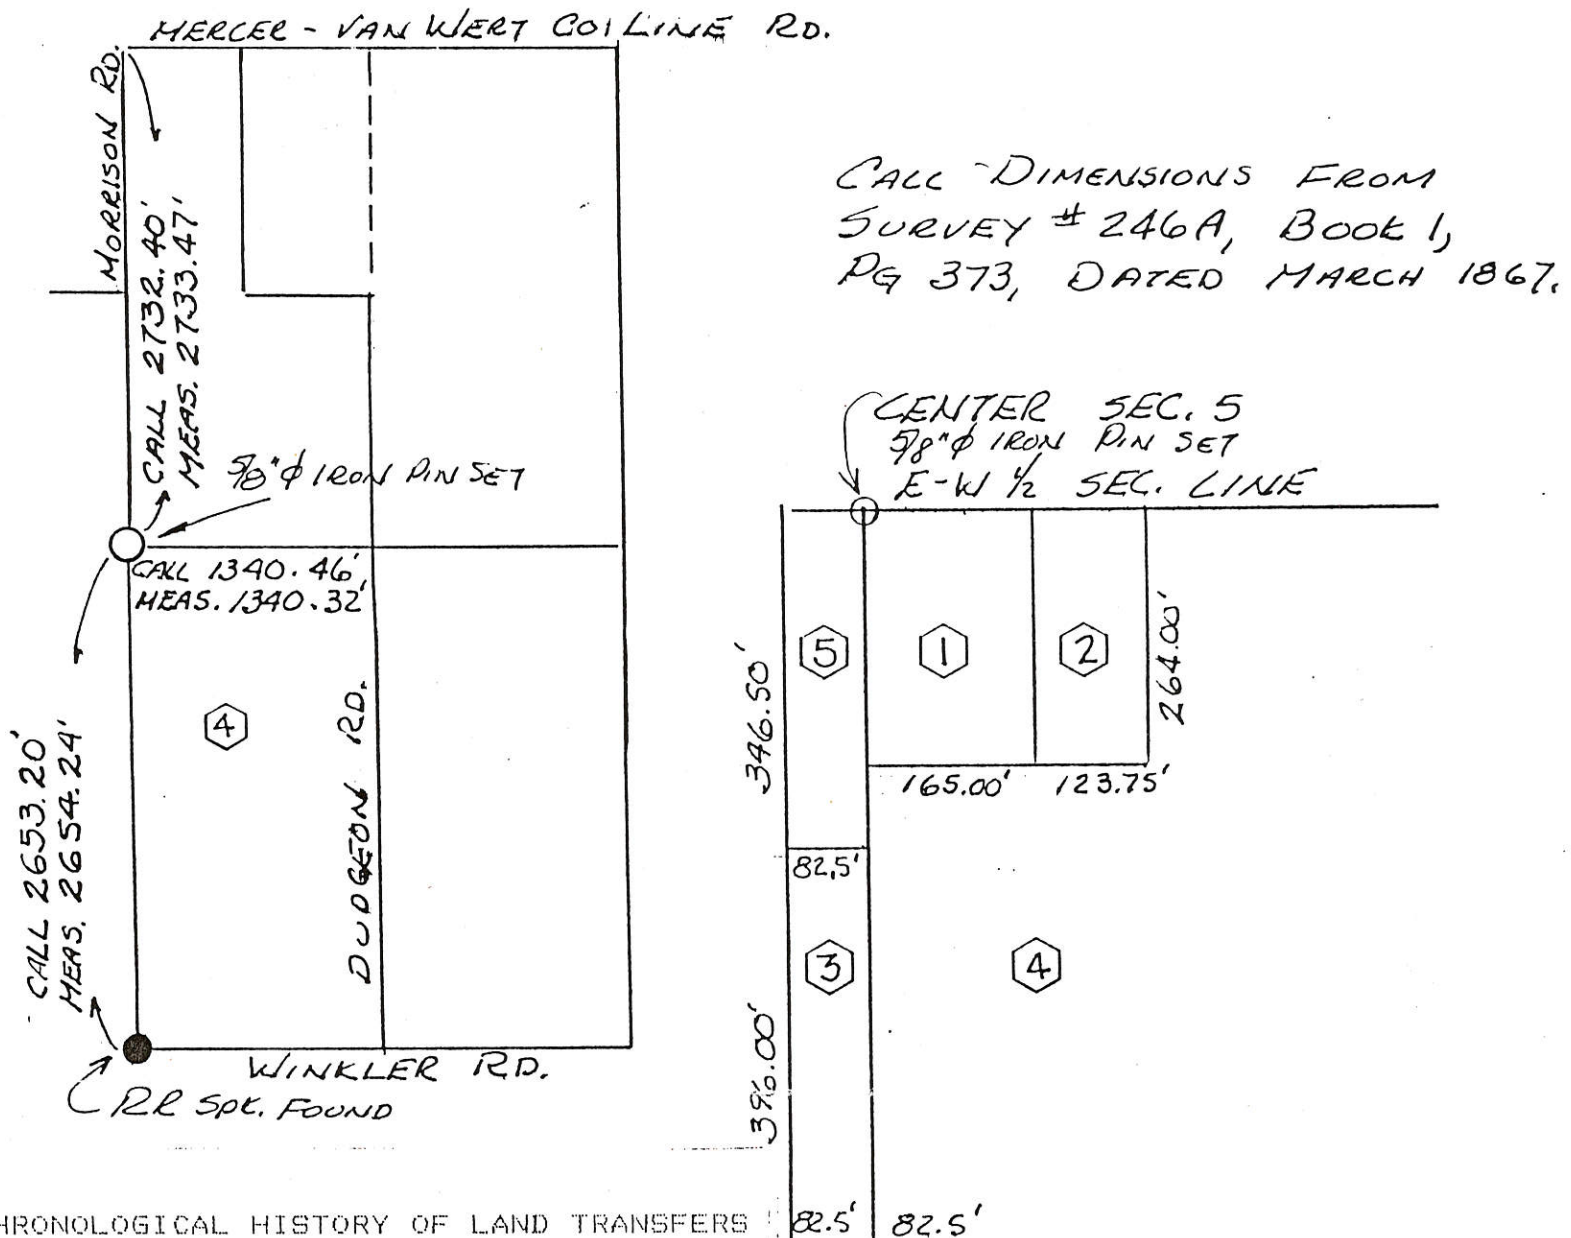 MERCER - VAN WERT CO. LINE RD.
MORRISON RD.
CALL 2732.40'
MEAS. 2733.47'
CALL DIMENSIONS FROM
SURVEY # 246A, BOOK 1,
PG 373, DATED MARCH 1867.
5/8"ϕ IRON PIN SET
CALL 1340.46'
MEAS. 1340.32'
4
DUDGEON RD.
CALL 2653.20'
MEAS. 2654.24'
WINKLER RD.
RR SPK. FOUND
CENTER SEC. 5
5/8"ϕ IRON PIN SET
E-W 1/2 SEC. LINE
5
1
2
264.00'
346.50'
165.00'
123.75'
82.5'
3
4
396.00'
82.5'
82.5'
HRONOLOGICAL HISTORY OF LAND TRANSFERS